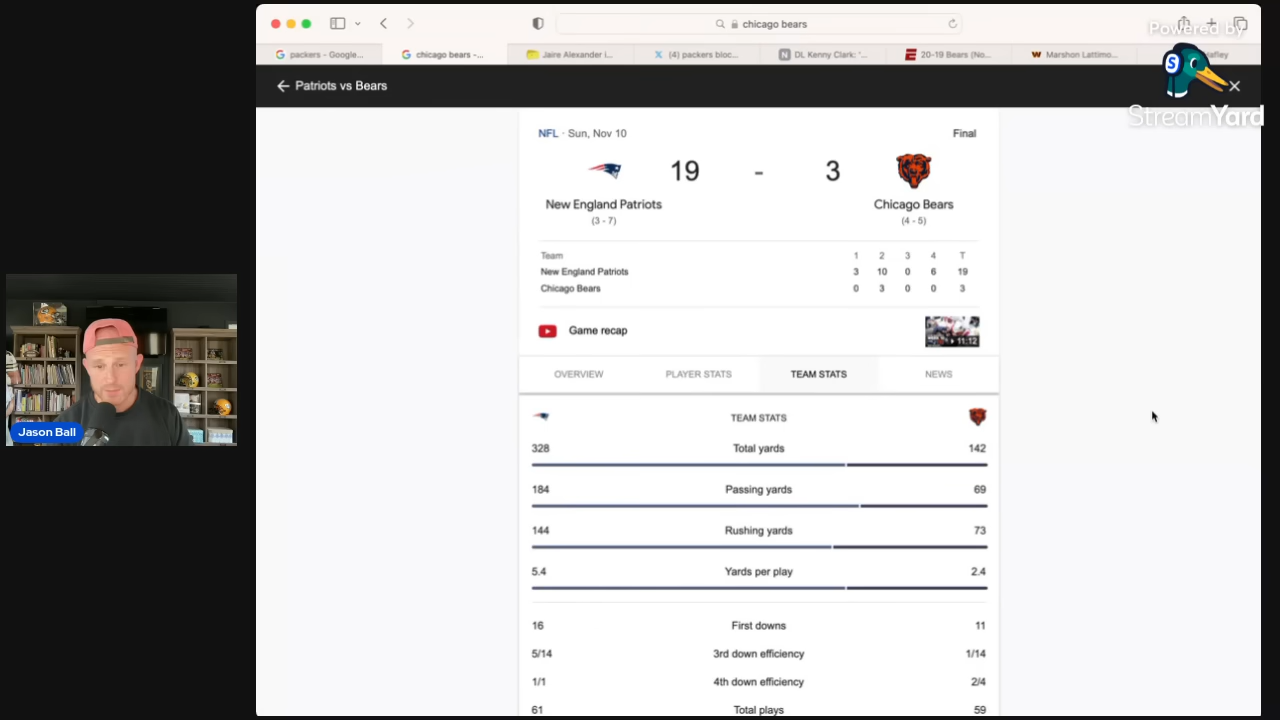 chicago bears
Powered by
packers - Google...
chicago bears -...
Jaire Alexander i...
(4) packers bloc...
DL Kenny Clark: '...
20-19 Bears (No...
Marshon Lattimo...
StreamYard
Patriots vs Bears
NFL · Sun, Nov 10
Final
19 - 3
New England Patriots
Chicago Bears
(3 - 7)
(4 - 5)
Team 1 2 3 4 T
New England Patriots 3 10 0 6 19
Chicago Bears 0 3 0 0 3
Game recap
11:12
OVERVIEW PLAYER STATS TEAM STATS NEWS
TEAM STATS
328 Total yards 142
184 Passing yards 69
144 Rushing yards 73
5.4 Yards per play 2.4
16 First downs 11
5/14 3rd down efficiency 1/14
1/1 4th down efficiency 2/4
61 Total plays 59
Jason Ball